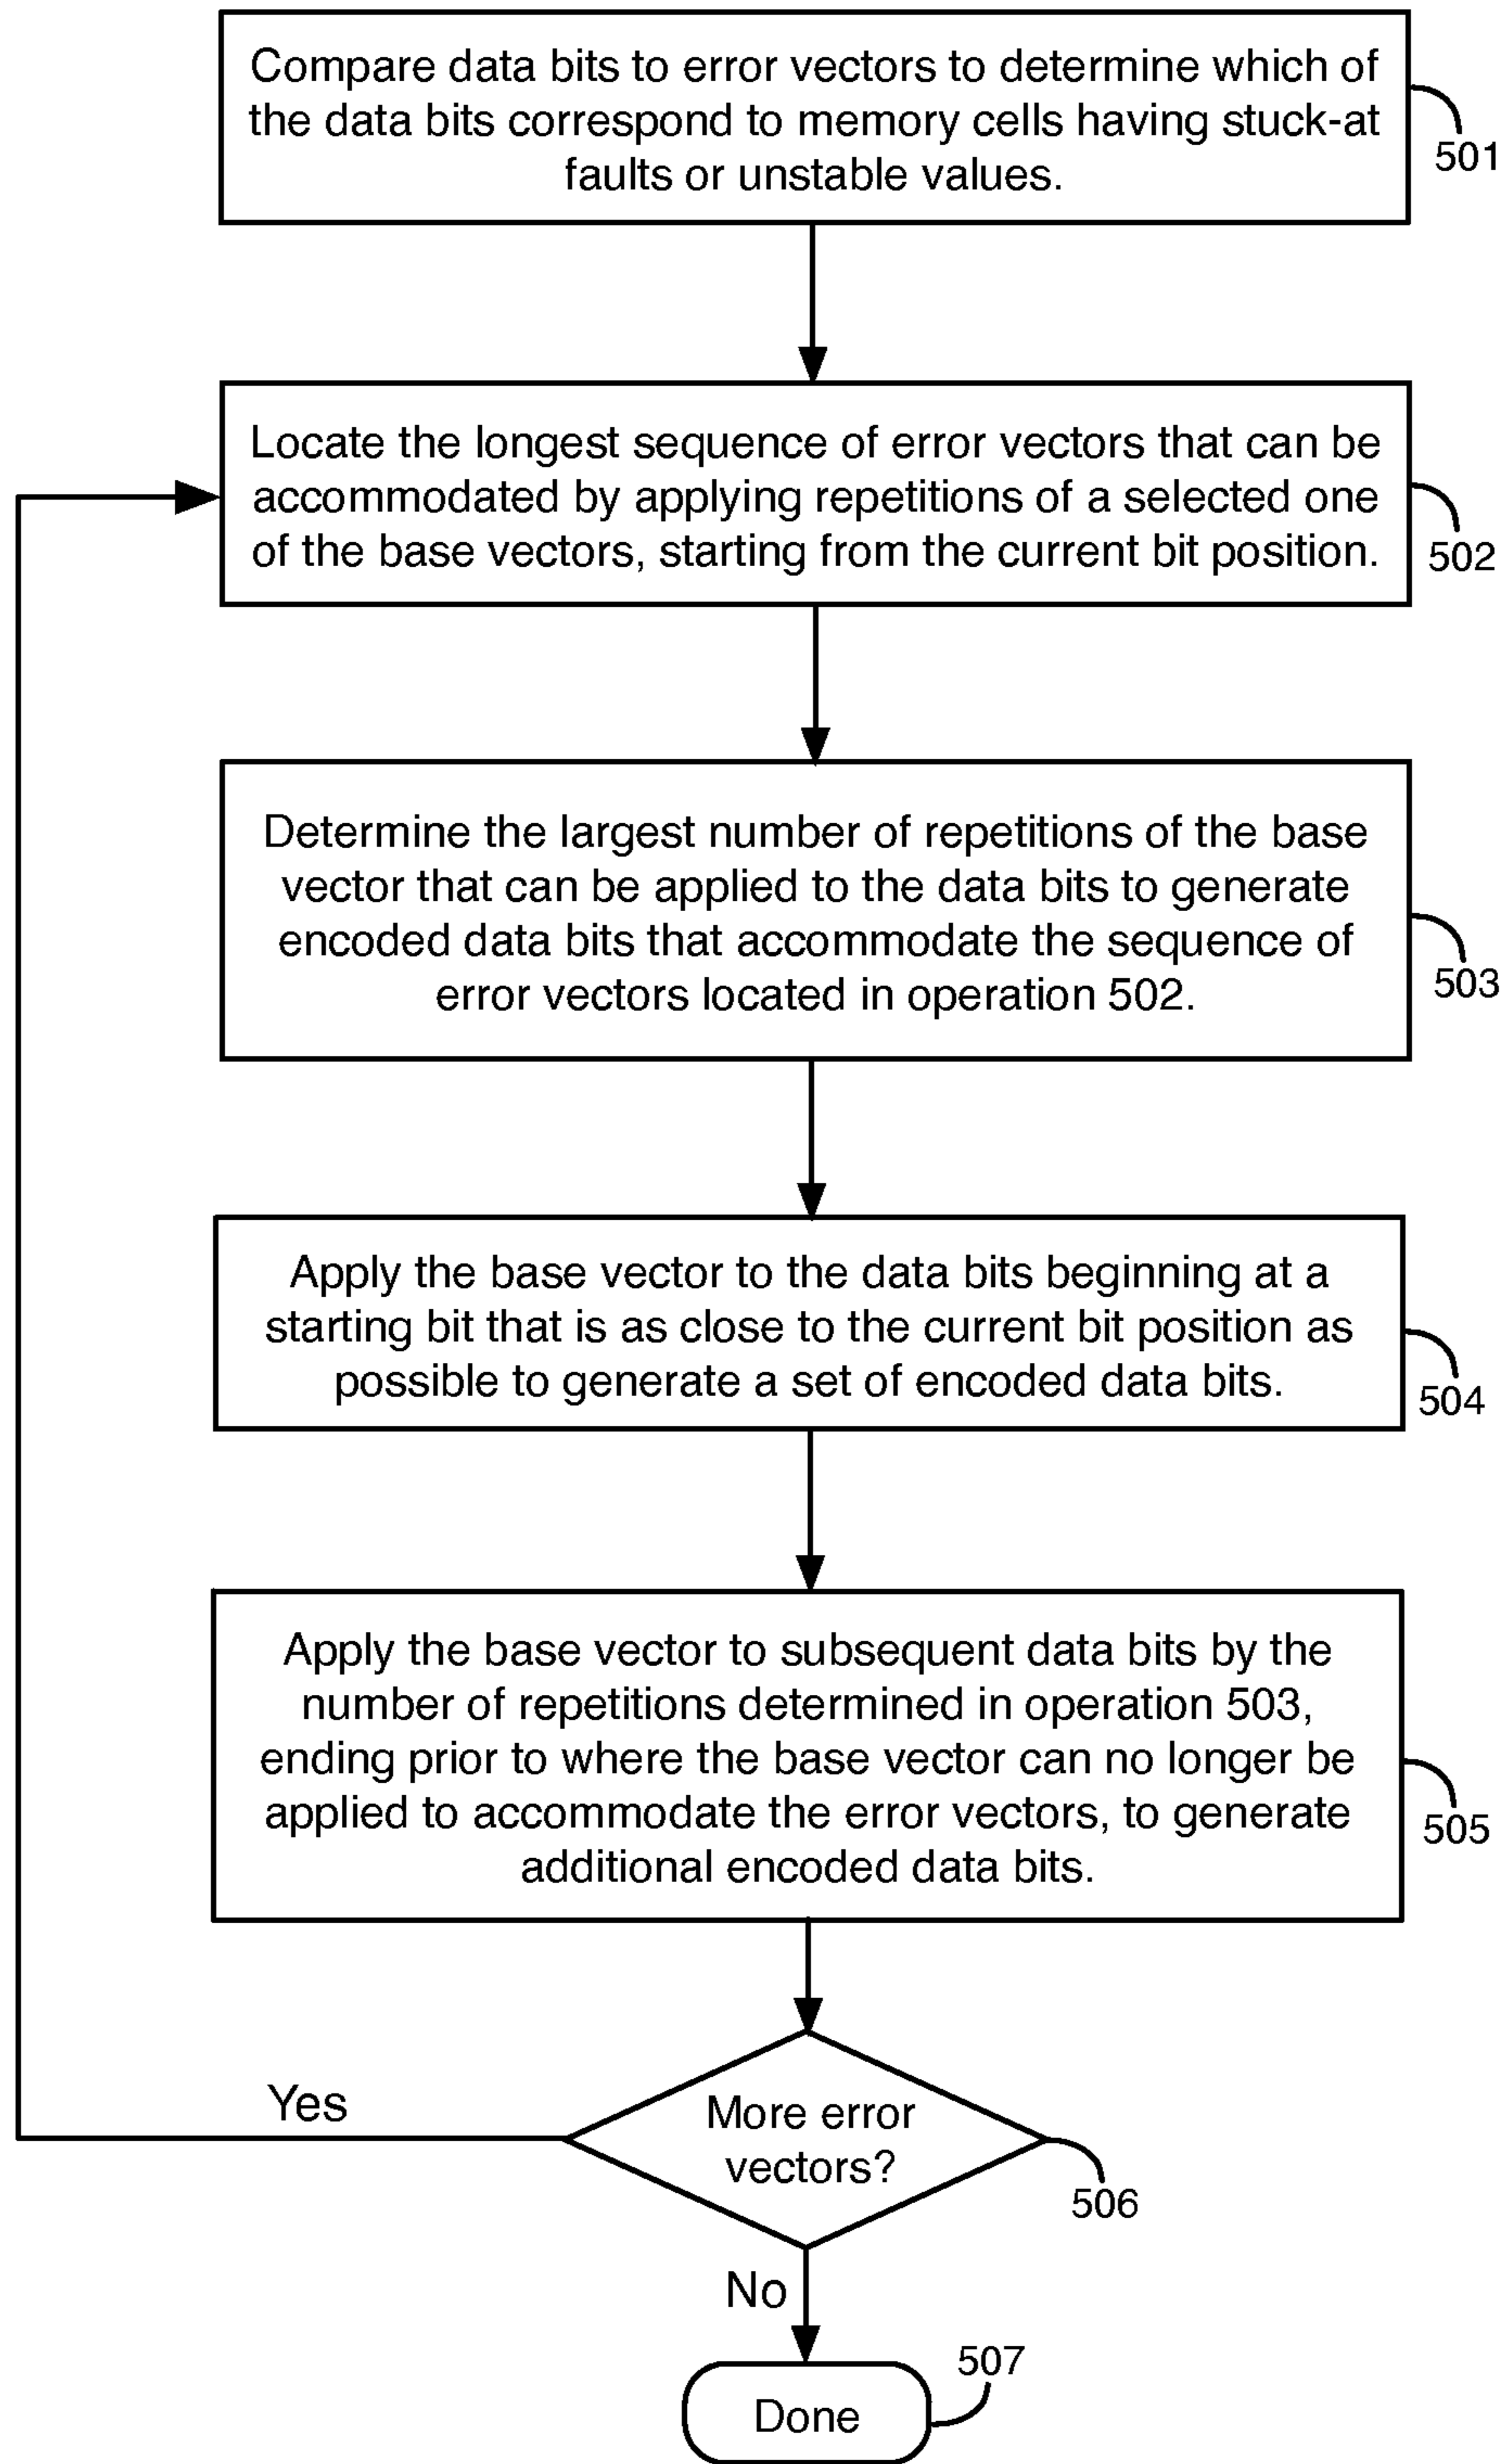 Compare data bits to error vectors to determine which of
the data bits correspond to memory cells having stuck-at
faults or unstable values.
501
Locate the longest sequence of error vectors that can be
accommodated by applying repetitions of a selected one
of the base vectors, starting from the current bit position.
502
Determine the largest number of repetitions of the base
vector that can be applied to the data bits to generate
encoded data bits that accommodate the sequence of
error vectors located in operation 502.
503
Apply the base vector to the data bits beginning at a
starting bit that is as close to the current bit position as
possible to generate a set of encoded data bits.
504
Apply the base vector to subsequent data bits by the
number of repetitions determined in operation 503,
ending prior to where the base vector can no longer be
applied to accommodate the error vectors, to generate
additional encoded data bits.
505
Yes
More error
vectors?
506
No
507
Done